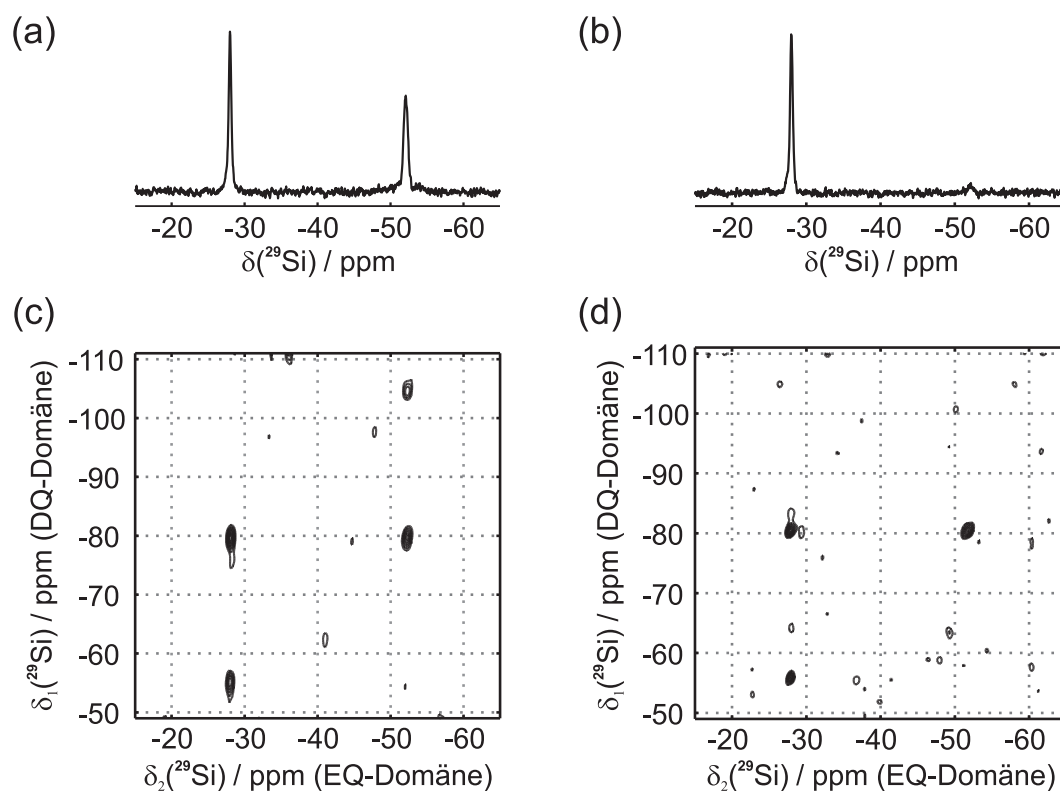 (a)
-20 -30 -40 -50 -60
δ(²⁹Si) / ppm
(b)
-20 -30 -40 -50 -60
δ(²⁹Si) / ppm
(c)
-110
-100
-90
-80
-70
-60
-50
δ₁(²⁹Si) / ppm (DQ-Domäne)
-20 -30 -40 -50 -60
δ₂(²⁹Si) / ppm (EQ-Domäne)
(d)
-110
-100
-90
-80
-70
-60
-50
δ₁(²⁹Si) / ppm (DQ-Domäne)
-20 -30 -40 -50 -60
δ₂(²⁹Si) / ppm (EQ-Domäne)